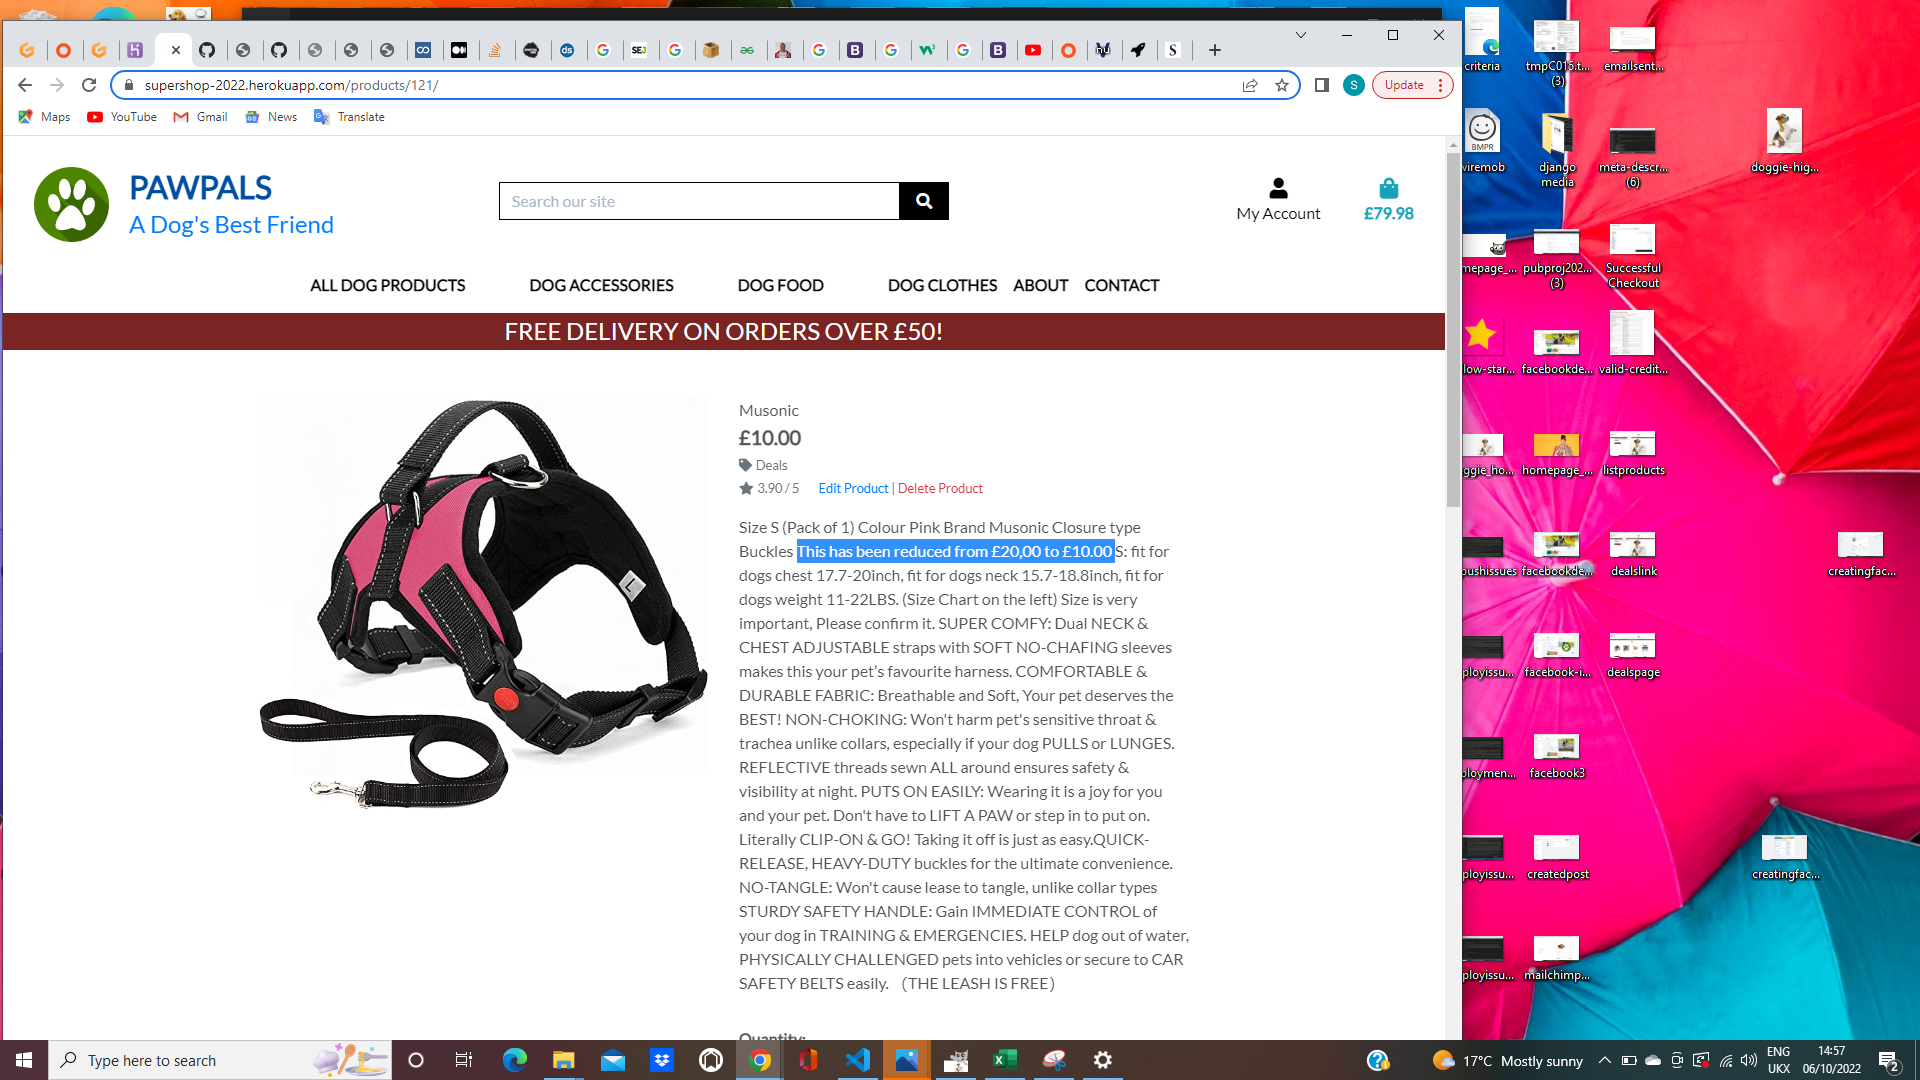 supershop-2022.herokuapp.com/products/121/
Update
Maps
YouTube
Gmail
News
Translate
PAWPALS
A Dog's Best Friend
Search our site
My Account
£79.98
ALL DOG PRODUCTS
DOG ACCESSORIES
DOG FOOD
DOG CLOTHES
ABOUT
CONTACT
FREE DELIVERY ON ORDERS OVER £50!
Musonic
£10.00
Deals
3.90 / 5 Edit Product | Delete Product
Size S (Pack of 1) Colour Pink Brand Musonic Closure type
Buckles This has been reduced from £20,00 to £10.00 S: fit for
dogs chest 17.7-20inch, fit for dogs neck 15.7-18.8inch, fit for
dogs weight 11-22LBS. (Size Chart on the left) Size is very
important, Please confirm it. SUPER COMFY: Dual NECK &
CHEST ADJUSTABLE straps with SOFT NO-CHAFING sleeves
makes this your pet’s favourite harness. COMFORTABLE &
DURABLE FABRIC: Breathable and Soft, Your pet deserves the
BEST! NON-CHOKING: Won't harm pet's sensitive throat &
trachea unlike collars, especially if your dog PULLS or LUNGES.
REFLECTIVE threads sewn ALL around ensures safety &
visibility at night. PUTS ON EASILY: Wearing it is a joy for you
and your pet. Don't have to LIFT A PAW or step in to put on.
Literally CLIP-ON & GO! Taking it off is just as easy.QUICK-
RELEASE, HEAVY-DUTY buckles for the ultimate convenience.
NO-TANGLE: Won't cause lease to tangle, unlike collar types
STURDY SAFETY HANDLE: Gain IMMEDIATE CONTROL of
your dog in TRAINING & EMERGENCIES. HELP dog out of water,
PHYSICALLY CHALLENGED pets into vehicles or secure to CAR
SAFETY BELTS easily. （THE LEASH IS FREE）
Quantity:
L
criteria
tmpC016.t...
(3)
emailsent...
BMPR
wiremob
django
media
meta-descr...
(6)
doggie-hig...
mepage_...
pubproj202...
(3)
Successful
Checkout
low-star...
facebookde...
valid-credit...
ggie_ho...
homepage_...
listproducts
pushissues
facebookde...
dealslink
creatingfac...
ployissu...
facebook-i...
dealspage
ploymen...
facebook3
ployissu...
createdpost
creatingfac...
ployissu...
mailchimp...
Type here to search
17°C Mostly sunny
ENG
UKX
14:57
06/10/2022
2